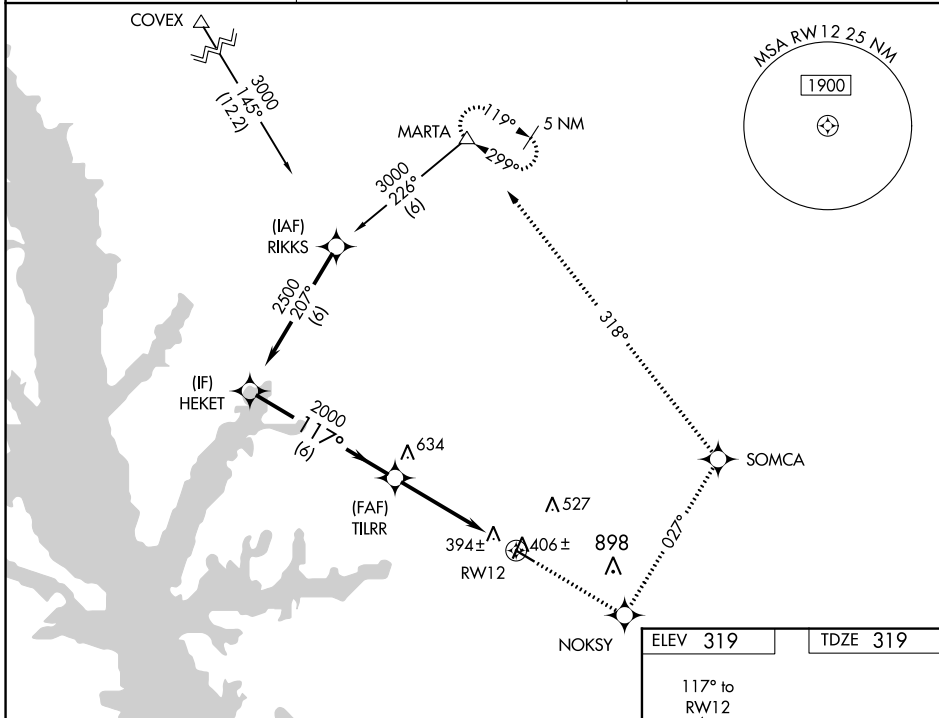 COVEX
3000
145°
(12.2)
MSA RW12 25 NM
1900
MARTA
119°
5 NM
299°
3000
226°
(6)
(IAF)
RIKKS
2500
207°
(6)
318°
(IF)
HEKET
2000
117°
(6)
634
SOMCA
(FAF)
TILRR
527
027°
394±
406±
898
RW12
NOKSY
ELEV 319
TDZE 319
117° to
RW12